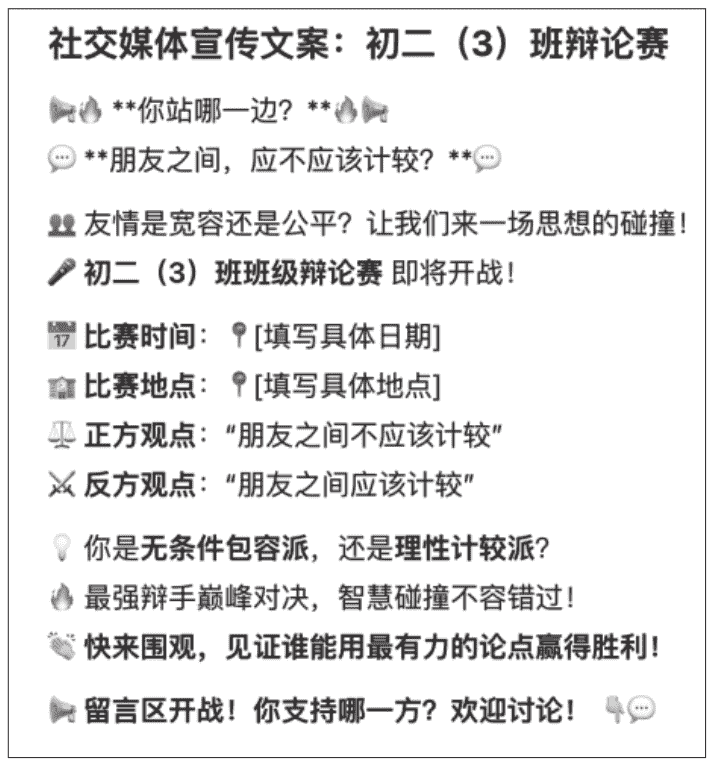 社交媒体宣传文案：初二（3）班辩论赛
📢🔥 **你站哪一边？**🔥📢
💬 **朋友之间，应不应该计较？**💬
👥 友情是宽容还是公平？让我们来一场思想的碰撞！
🎤 初二（3）班班级辩论赛 即将开战！
📅 比赛时间：📍[填写具体日期]
🏫 比赛地点：📍[填写具体地点]
⚖️ 正方观点：“朋友之间不应该计较”
⚔️ 反方观点：“朋友之间应该计较”
💡 你是无条件包容派，还是理性计较派？
🔥 最强辩手巅峰对决，智慧碰撞不容错过！
👏 快来围观，见证谁能用最有力的论点赢得胜利！
📢 留言区开战！你支持哪一方？欢迎讨论！ 👇💬